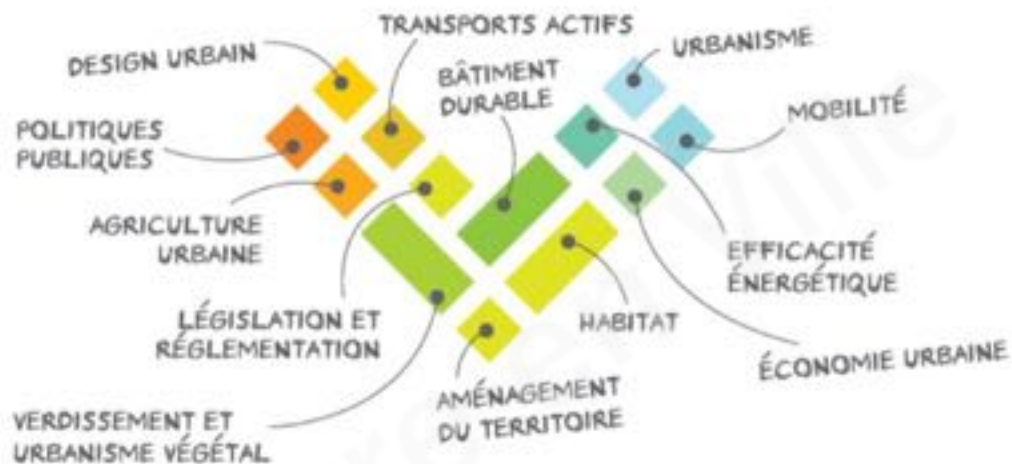 TRANSPORTS ACTIFS
DESIGN URBAIN
URBANISME
BÂTIMENT
DURABLE
MOBILITÉ
POLITIQUES
PUBLIQUES
AGRICULTURE
URBAINE
EFFICACITÉ
ÉNERGÉTIQUE
LÉGISLATION ET
RÉGLEMENTATION
HABITAT
ÉCONOMIE URBAINE
AMÉNAGEMENT
DU TERRITOIRE
VERDISSEMENT ET
URBANISME VÉGÉTAL